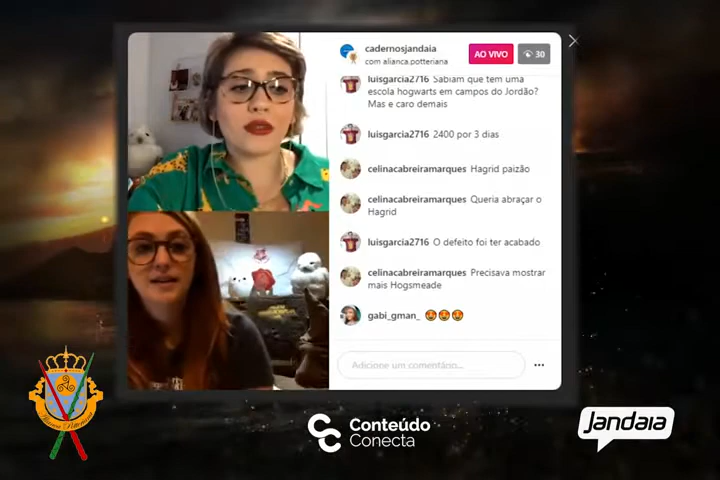 cadernosjandaia
com alianca.potteriana
AO VIVO
30
luisgarcia2716 Sabiam que tem uma
escola hogwarts em campos do Jordão?
Mas e caro demais
luisgarcia2716 2400 por 3 dias
celinacabreiramarques Hagrid paizão
celinacabreiramarques Queria abraçar o
Hagrid
luisgarcia2716 O defeito foi ter acabado
celinacabreiramarques Precisava mostrar
mais Hogsmeade
gabi_gman_
Adicione um comentário...
Conteúdo
Conecta
Jandaia